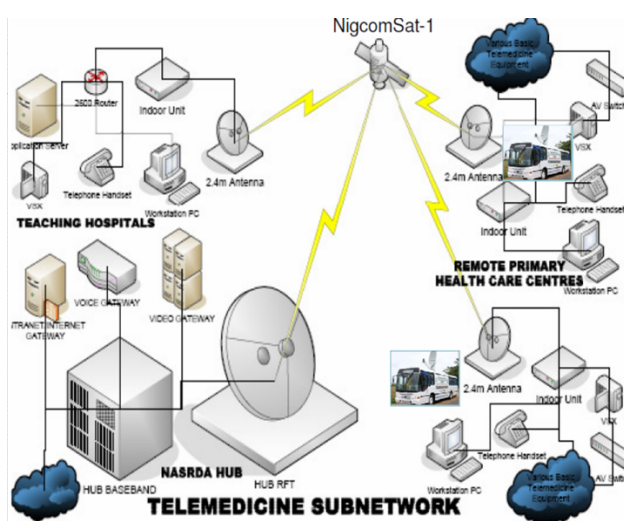 NigcomSat-1
2600 Router
Indoor Unit
pplication Server
2.4m Antenna
VSX
Telephone Handset
Workstation PC
TEACHING HOSPITALS
Various Basic
Telemedicine
Equipment
AV Switch
VSX
2.4m Antenna
Telephone Handset
Indoor Unit
REMOTE PRIMARY
HEALTH CARE CENTRES
Workstation PC
VOICE GATEWAY
VIDEO GATEWAY
NTRANET/INTERNET
GATEWAY
2.4m Antenna
Indoor Unit
VSX
Telephone Handset
AV Switch
Workstation PC
Various Basic
Telemedicine
Equipment
NASRDA HUB
HUB BASEBAND
HUB RFT
TELEMEDICINE SUBNETWORK